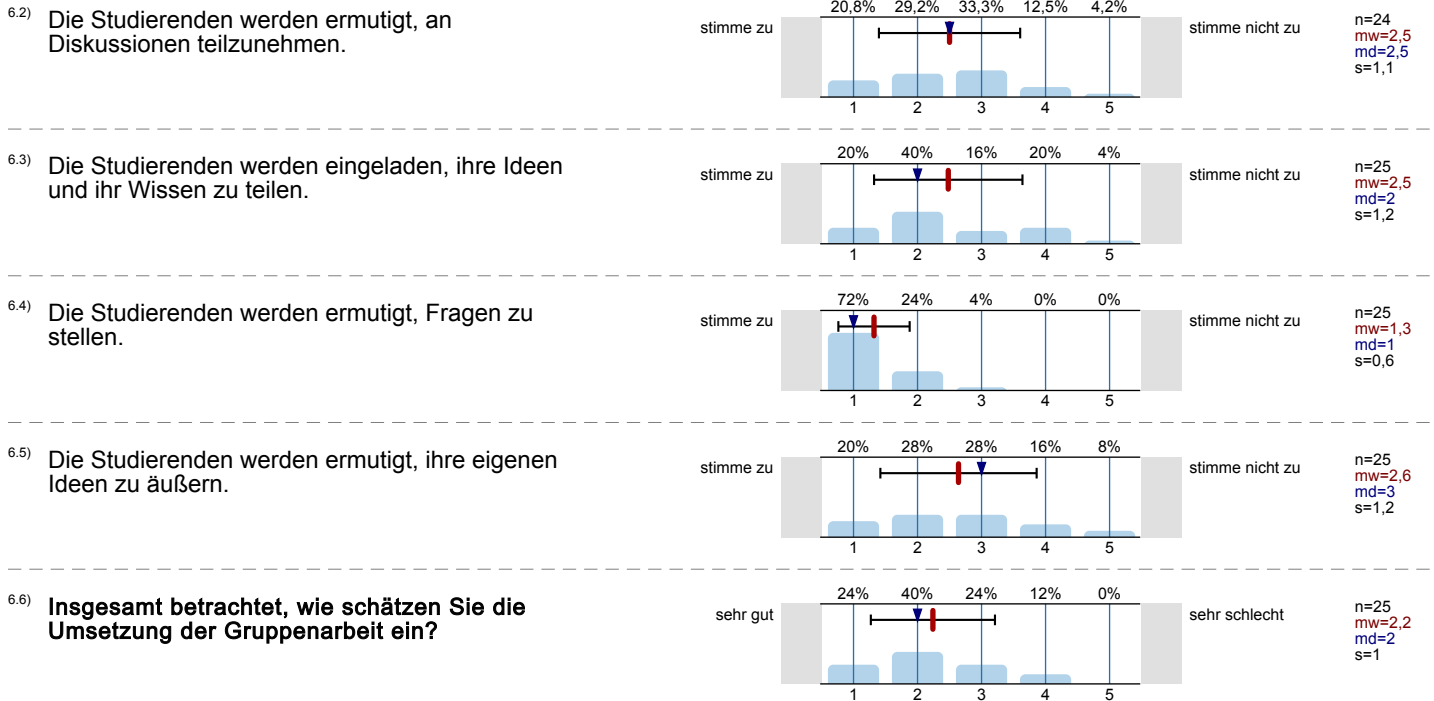 6.2) Die Studierenden werden ermutigt, an
Diskussionen teilzunehmen.
stimme zu
20,8% 29,2% 33,3% 12,5% 4,2%
1 2 3 4 5
stimme nicht zu
n=24
mw=2,5
md=2,5
s=1,1
6.3) Die Studierenden werden eingeladen, ihre Ideen
und ihr Wissen zu teilen.
stimme zu
20% 40% 16% 20% 4%
1 2 3 4 5
stimme nicht zu
n=25
mw=2,5
md=2
s=1,2
6.4) Die Studierenden werden ermutigt, Fragen zu
stellen.
stimme zu
72% 24% 4% 0% 0%
1 2 3 4 5
stimme nicht zu
n=25
mw=1,3
md=1
s=0,6
6.5) Die Studierenden werden ermutigt, ihre eigenen
Ideen zu äußern.
stimme zu
20% 28% 28% 16% 8%
1 2 3 4 5
stimme nicht zu
n=25
mw=2,6
md=3
s=1,2
6.6) Insgesamt betrachtet, wie schätzen Sie die
Umsetzung der Gruppenarbeit ein?
sehr gut
24% 40% 24% 12% 0%
1 2 3 4 5
sehr schlecht
n=25
mw=2,2
md=2
s=1